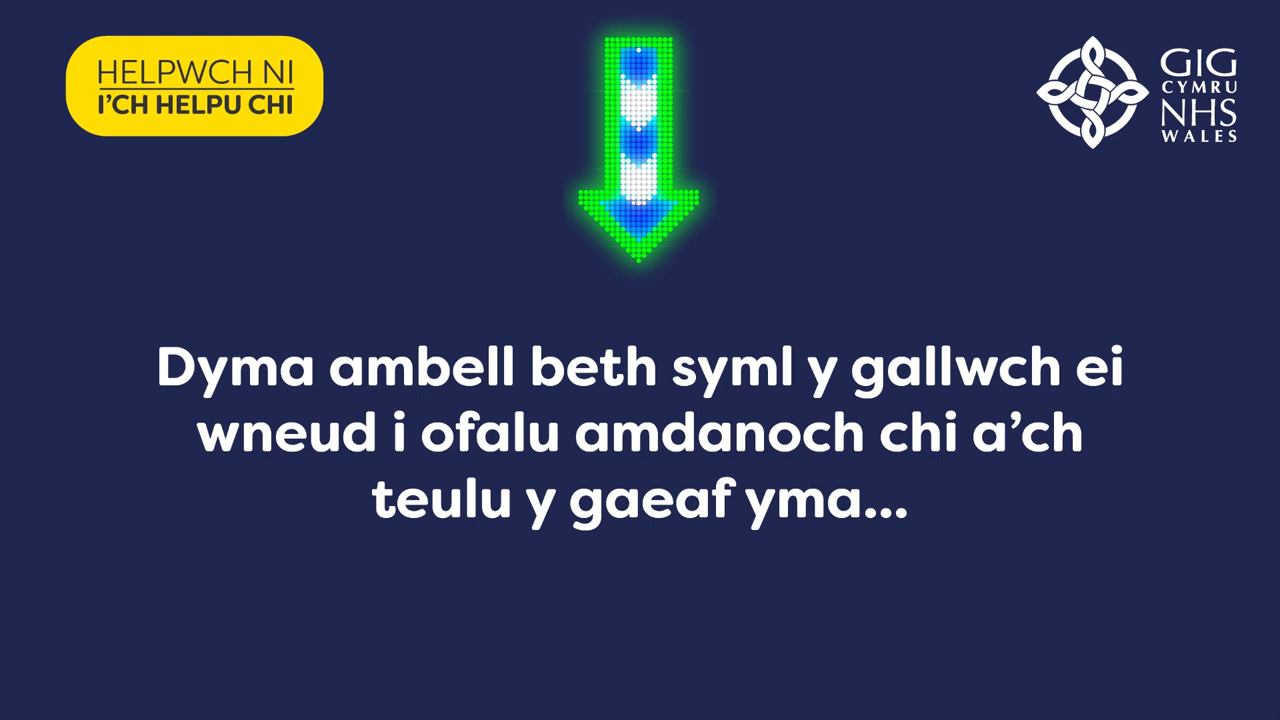 HELPWCH NI
I'CH HELPU CHI
GIG
CYMRU
NHS
WALES
Dyma ambell beth syml y gallwch ei
wneud i ofalu amdanoch chi a’ch
teulu y gaeaf yma...